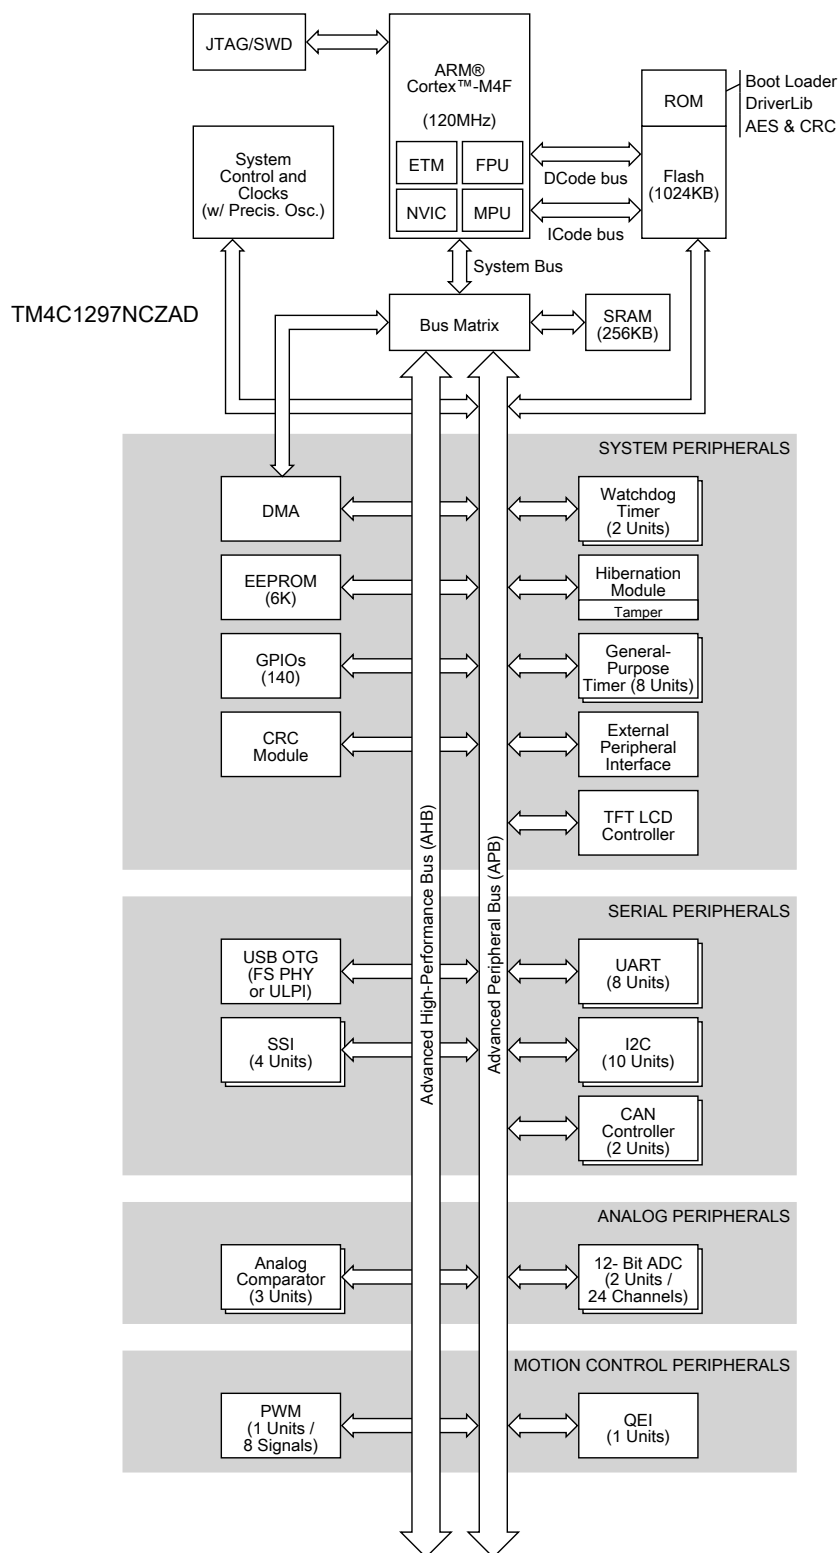 JTAG/SWD
ARM®
Cortex™-M4F
(120MHz)
ETM
FPU
NVIC
MPU
ROM
Boot Loader
DriverLib
AES & CRC
Flash
(1024KB)
DCode bus
ICode bus
System
Control and
Clocks
(w/ Precis. Osc.)
System Bus
TM4C1297NCZAD
Bus Matrix
SRAM
(256KB)
SYSTEM PERIPHERALS
DMA
Watchdog
Timer
(2 Units)
EEPROM
(6K)
Hibernation
Module
Tamper
GPIOs
(140)
General-
Purpose
Timer (8 Units)
CRC
Module
External
Peripheral
Interface
TFT LCD
Controller
Advanced High-Performance Bus (AHB)
Advanced Peripheral Bus (APB)
SERIAL PERIPHERALS
USB OTG
(FS PHY
or ULPI)
UART
(8 Units)
SSI
(4 Units)
I2C
(10 Units)
CAN
Controller
(2 Units)
ANALOG PERIPHERALS
Analog
Comparator
(3 Units)
12- Bit ADC
(2 Units /
24 Channels)
MOTION CONTROL PERIPHERALS
PWM
(1 Units /
8 Signals)
QEI
(1 Units)